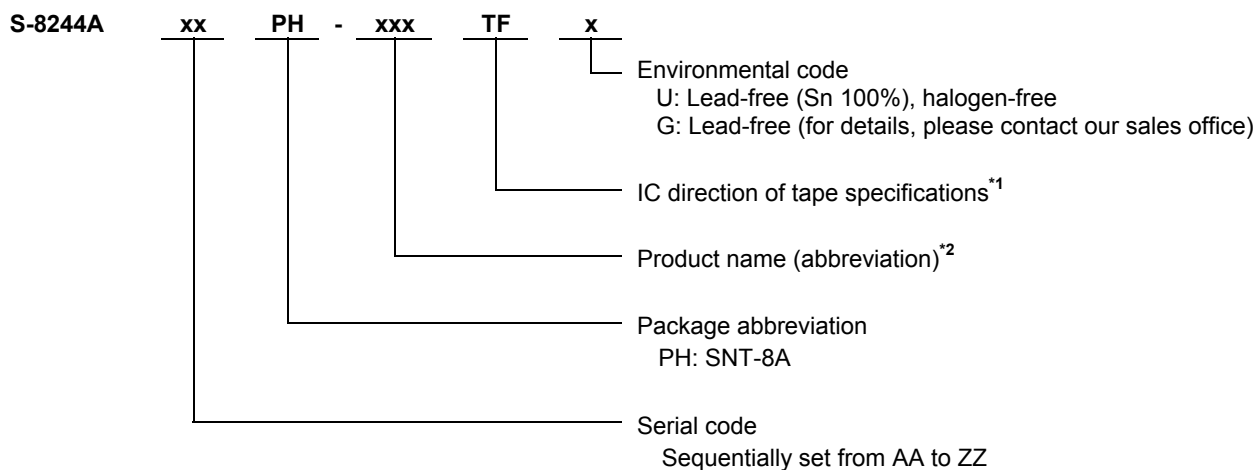 S-8244A xx PH - xxx TF x
Environmental code
U: Lead-free (Sn 100%), halogen-free
G: Lead-free (for details, please contact our sales office)
IC direction of tape specifications*1
Product name (abbreviation)*2
Package abbreviation
PH: SNT-8A
Serial code
Sequentially set from AA to ZZ